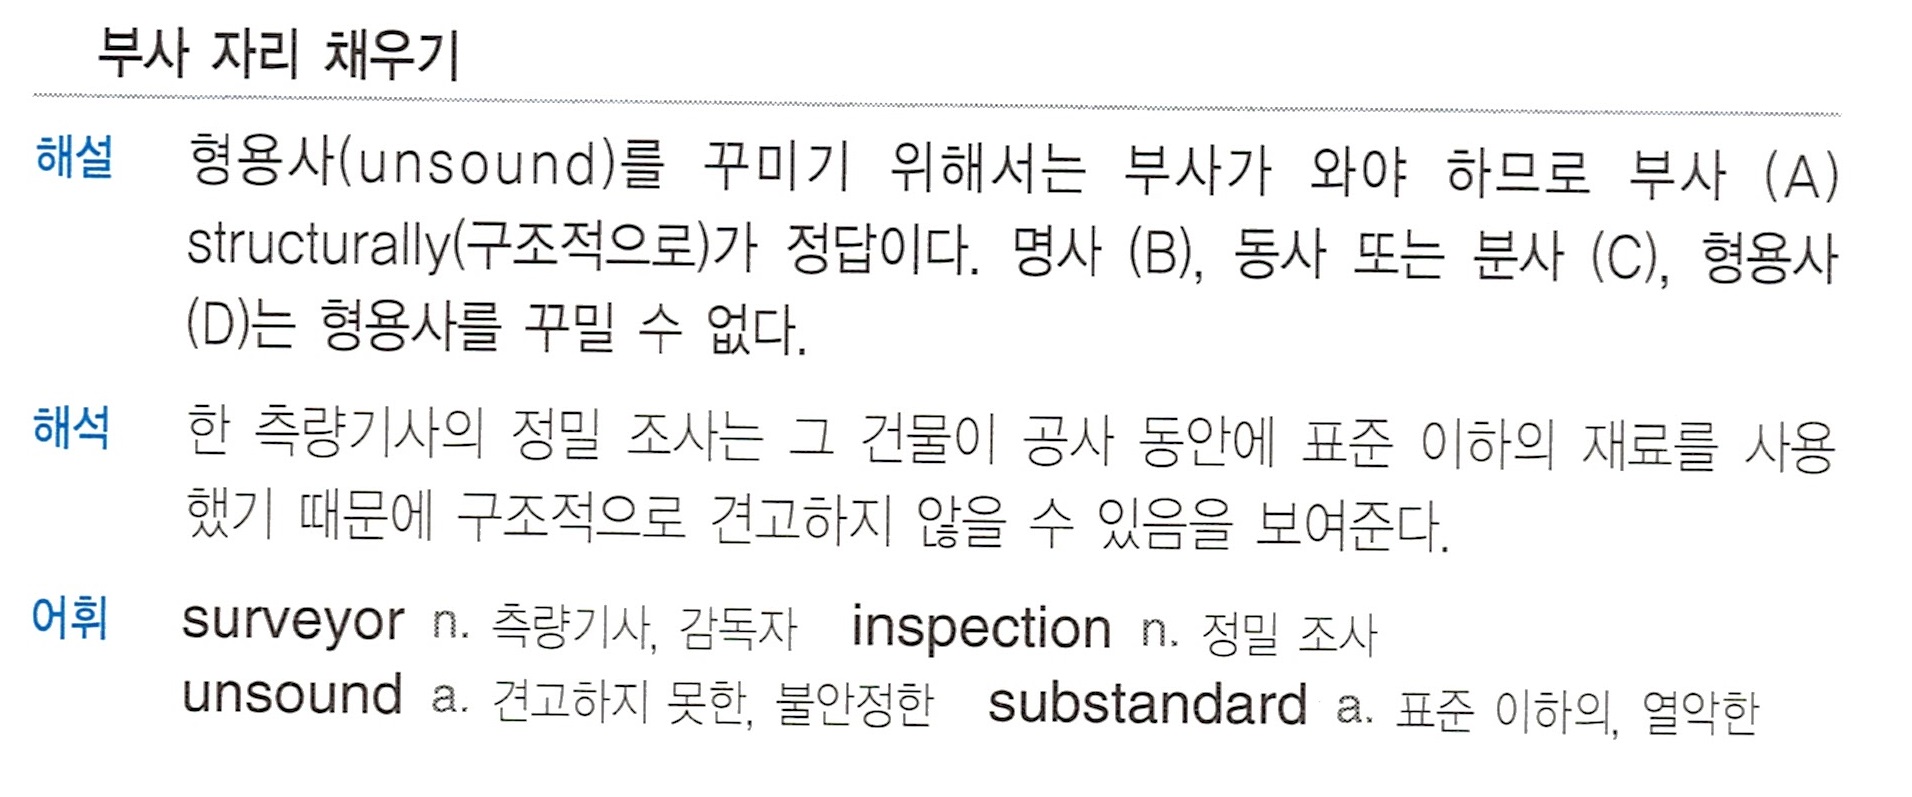 부사 자리 채우기
해설 형용사(unsound)를 꾸미기 위해서는 부사가 와야 하므로 부사 (A)
structurally(구조적으로)가 정답이다. 명사 (B), 동사 또는 분사 (C), 형용사
(D)는 형용사를 꾸밀 수 없다.
해석 한 측량기사의 정밀 조사는 그 건물이 공사 동안에 표준 이하의 재료를 사용
했기 때문에 구조적으로 견고하지 않을 수 있음을 보여준다.
어휘 surveyor n. 측량기사, 감독자 inspection n. 정밀 조사
unsound a. 견고하지 못한, 불안정한 substandard a. 표준 이하의, 열악한